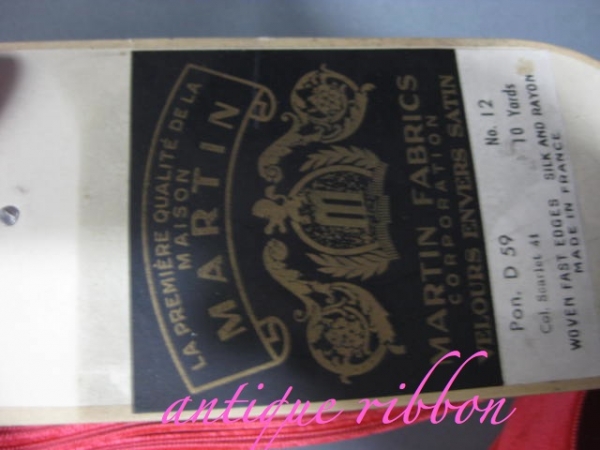 LA PREMIÈRE QUALITÉ DE LA
MAISON
MARTIN
M
MARTIN FABRICS
CORPORATION
VELOURS ENVERS SATIN
No. 12
Pon. D 59 10 Yards
Col. Scarlet 41 SILK AND RAYON
WOVEN FAST EDGES
MADE IN FRANCE
antique ribbon